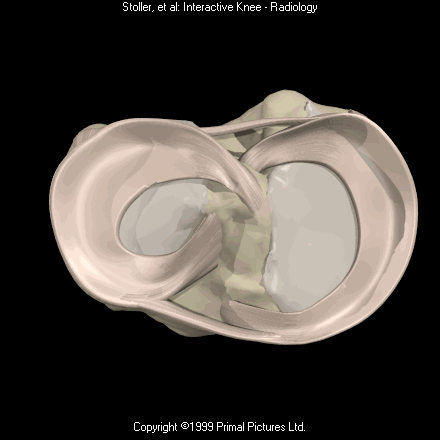 Stoller, et al: Interactive Knee - Radiology
Copyright ©1999 Primal Pictures Ltd.